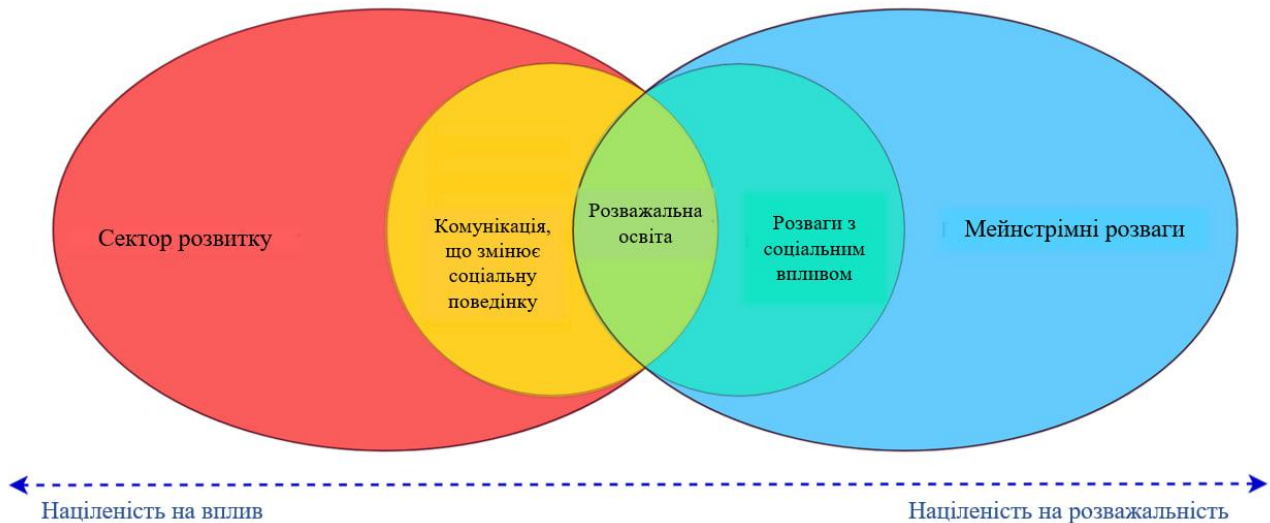 Сектор розвитку
Комунікація,
що змінює
соціальну
поведінку
Розважальна
освіта
Розваги з
соціальним
впливом
Мейнстрімні розваги
Націленість на вплив
Націленість на розважальність